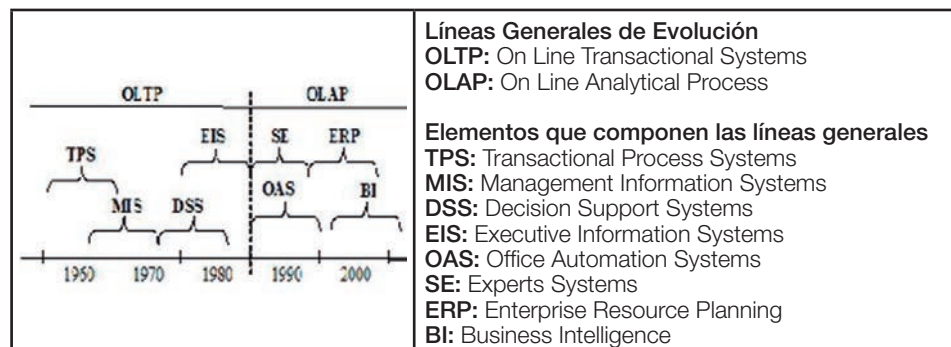 OLTP OLAP
EIS SE ERP
TPS
OAS BI
MIS DSS
1960 1970 1980 1990 2000
Líneas Generales de Evolución
OLTP: On Line Transactional Systems
OLAP: On Line Analytical Process
Elementos que componen las líneas generales
TPS: Transactional Process Systems
MIS: Management Information Systems
DSS: Decision Support Systems
EIS: Executive Information Systems
OAS: Office Automation Systems
SE: Experts Systems
ERP: Enterprise Resource Planning
BI: Business Intelligence